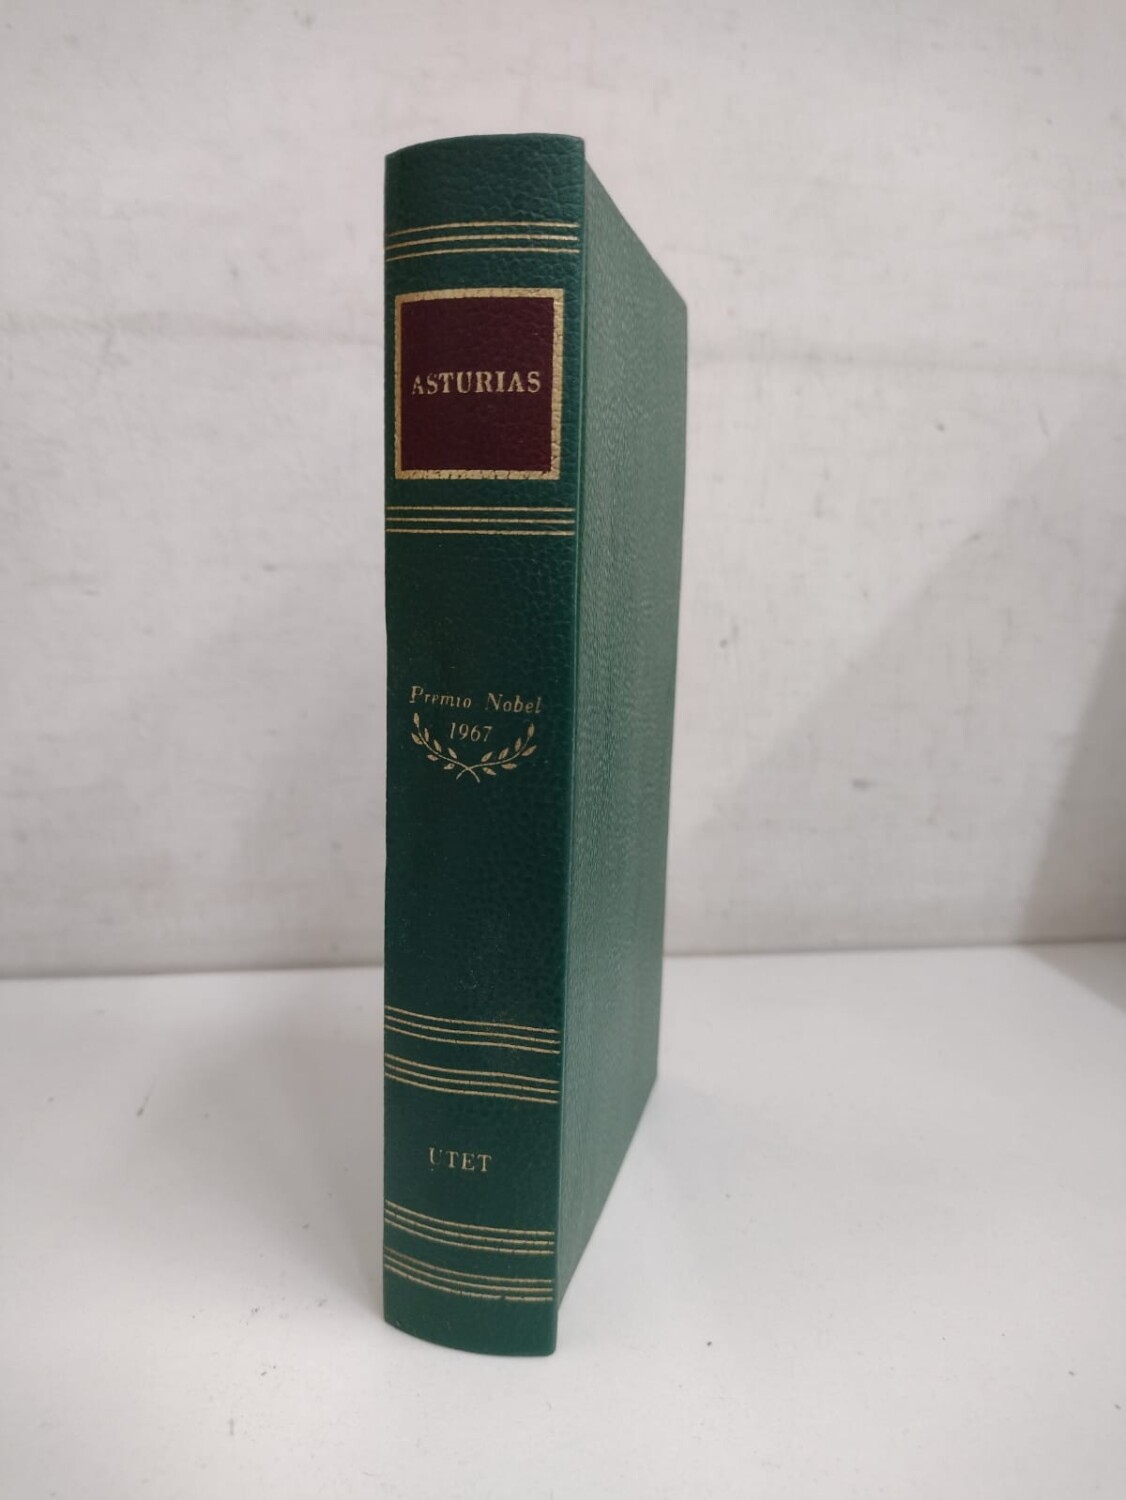 ASTURIAS
Premio Nobel
1967
UTET